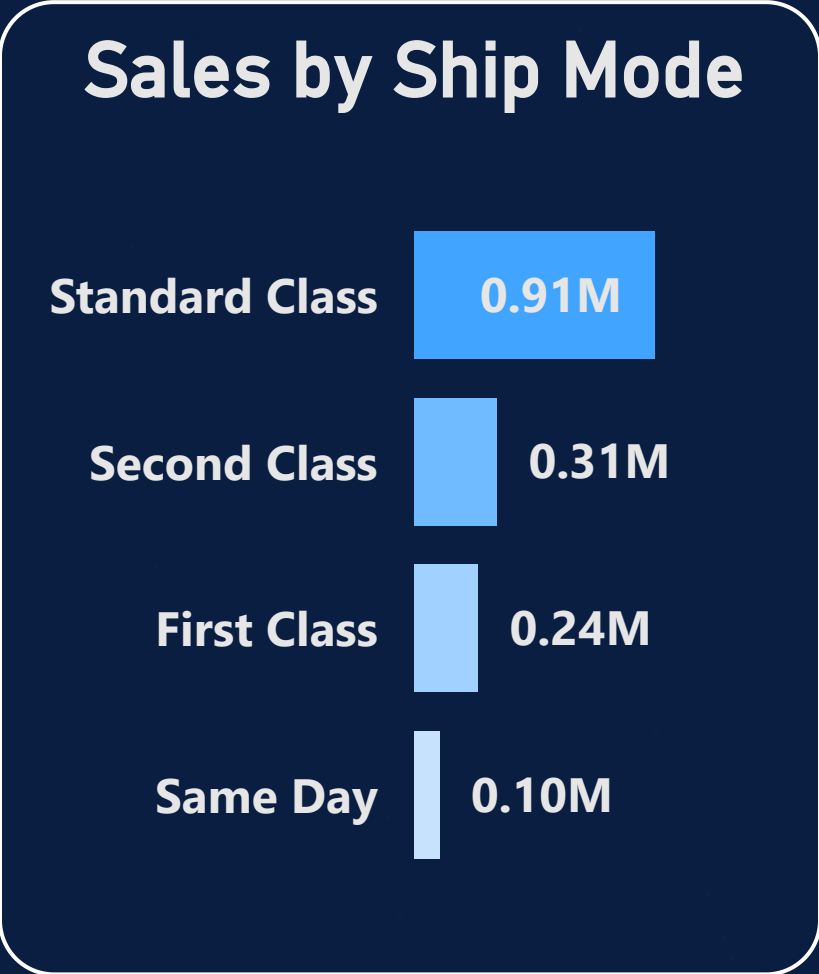 Sales by Ship Mode
Standard Class 0.91M
Second Class 0.31M
First Class 0.24M
Same Day 0.10M